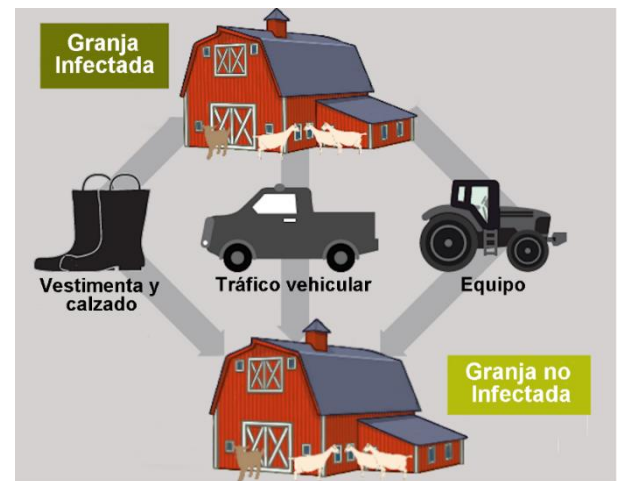 Granja
Infectada
Vestimenta y
calzado
Tráfico vehicular
Equipo
Granja no
Infectada